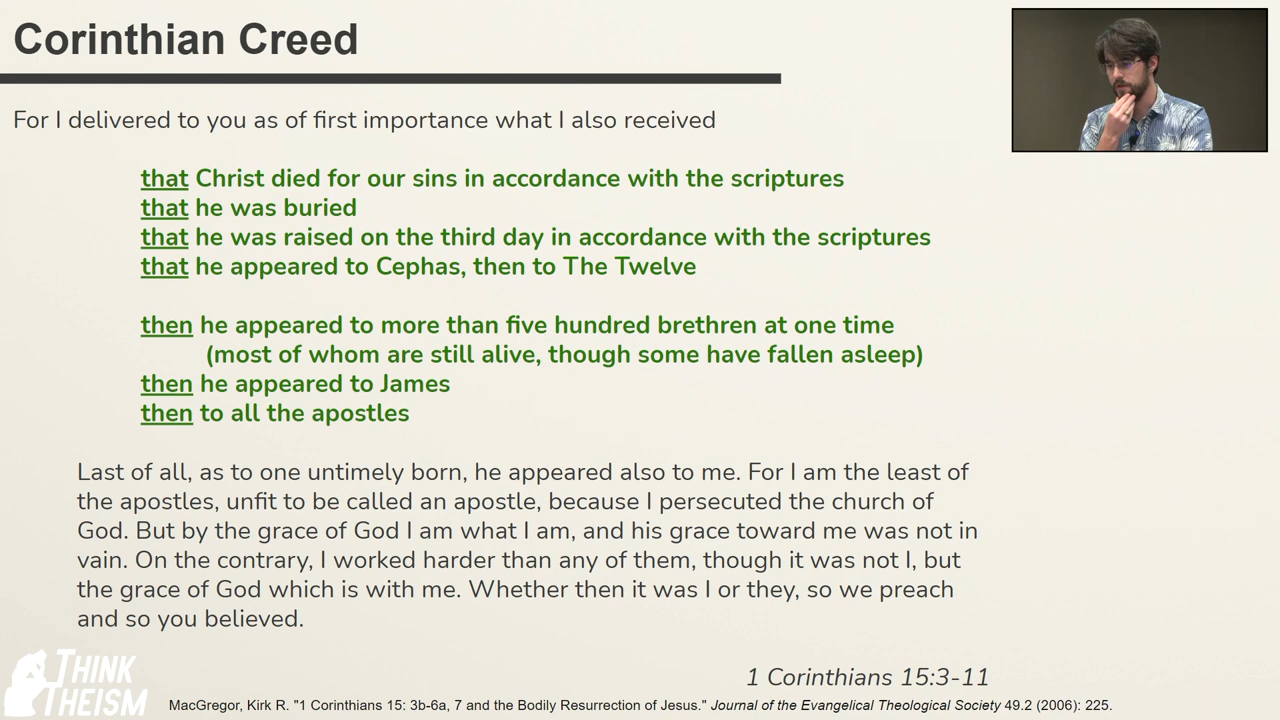 Corinthian Creed
For I delivered to you as of first importance what I also received
that Christ died for our sins in accordance with the scriptures
that he was buried
that he was raised on the third day in accordance with the scriptures
that he appeared to Cephas, then to The Twelve
then he appeared to more than five hundred brethren at one time
(most of whom are still alive, though some have fallen asleep)
then he appeared to James
then to all the apostles
Last of all, as to one untimely born, he appeared also to me. For I am the least of
the apostles, unfit to be called an apostle, because I persecuted the church of
God. But by the grace of God I am what I am, and his grace toward me was not in
vain. On the contrary, I worked harder than any of them, though it was not I, but
the grace of God which is with me. Whether then it was I or they, so we preach
and so you believed.
1 Corinthians 15:3-11
THINK
THEISM
MacGregor, Kirk R. "1 Corinthians 15: 3b-6a, 7 and the Bodily Resurrection of Jesus." Journal of the Evangelical Theological Society 49.2 (2006): 225.